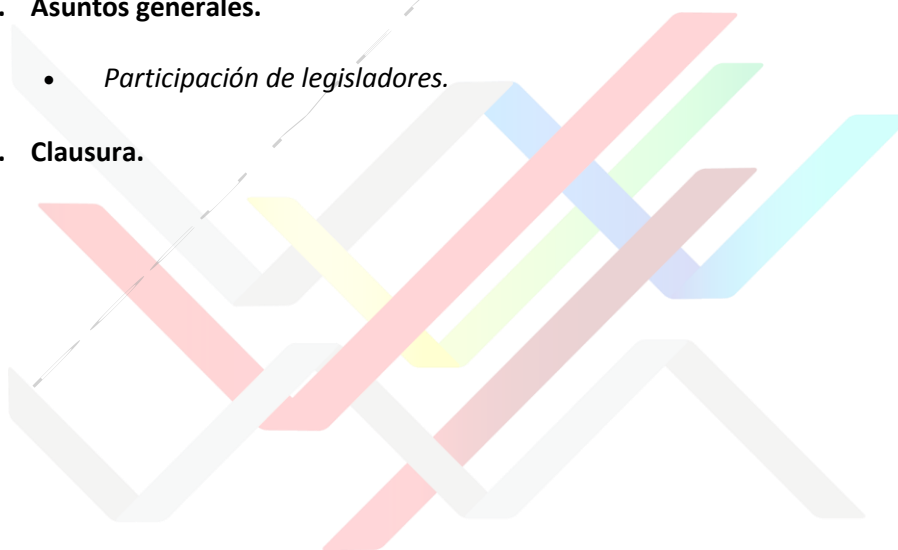 . Asuntos generales.
• Participación de legisladores.
. Clausura.